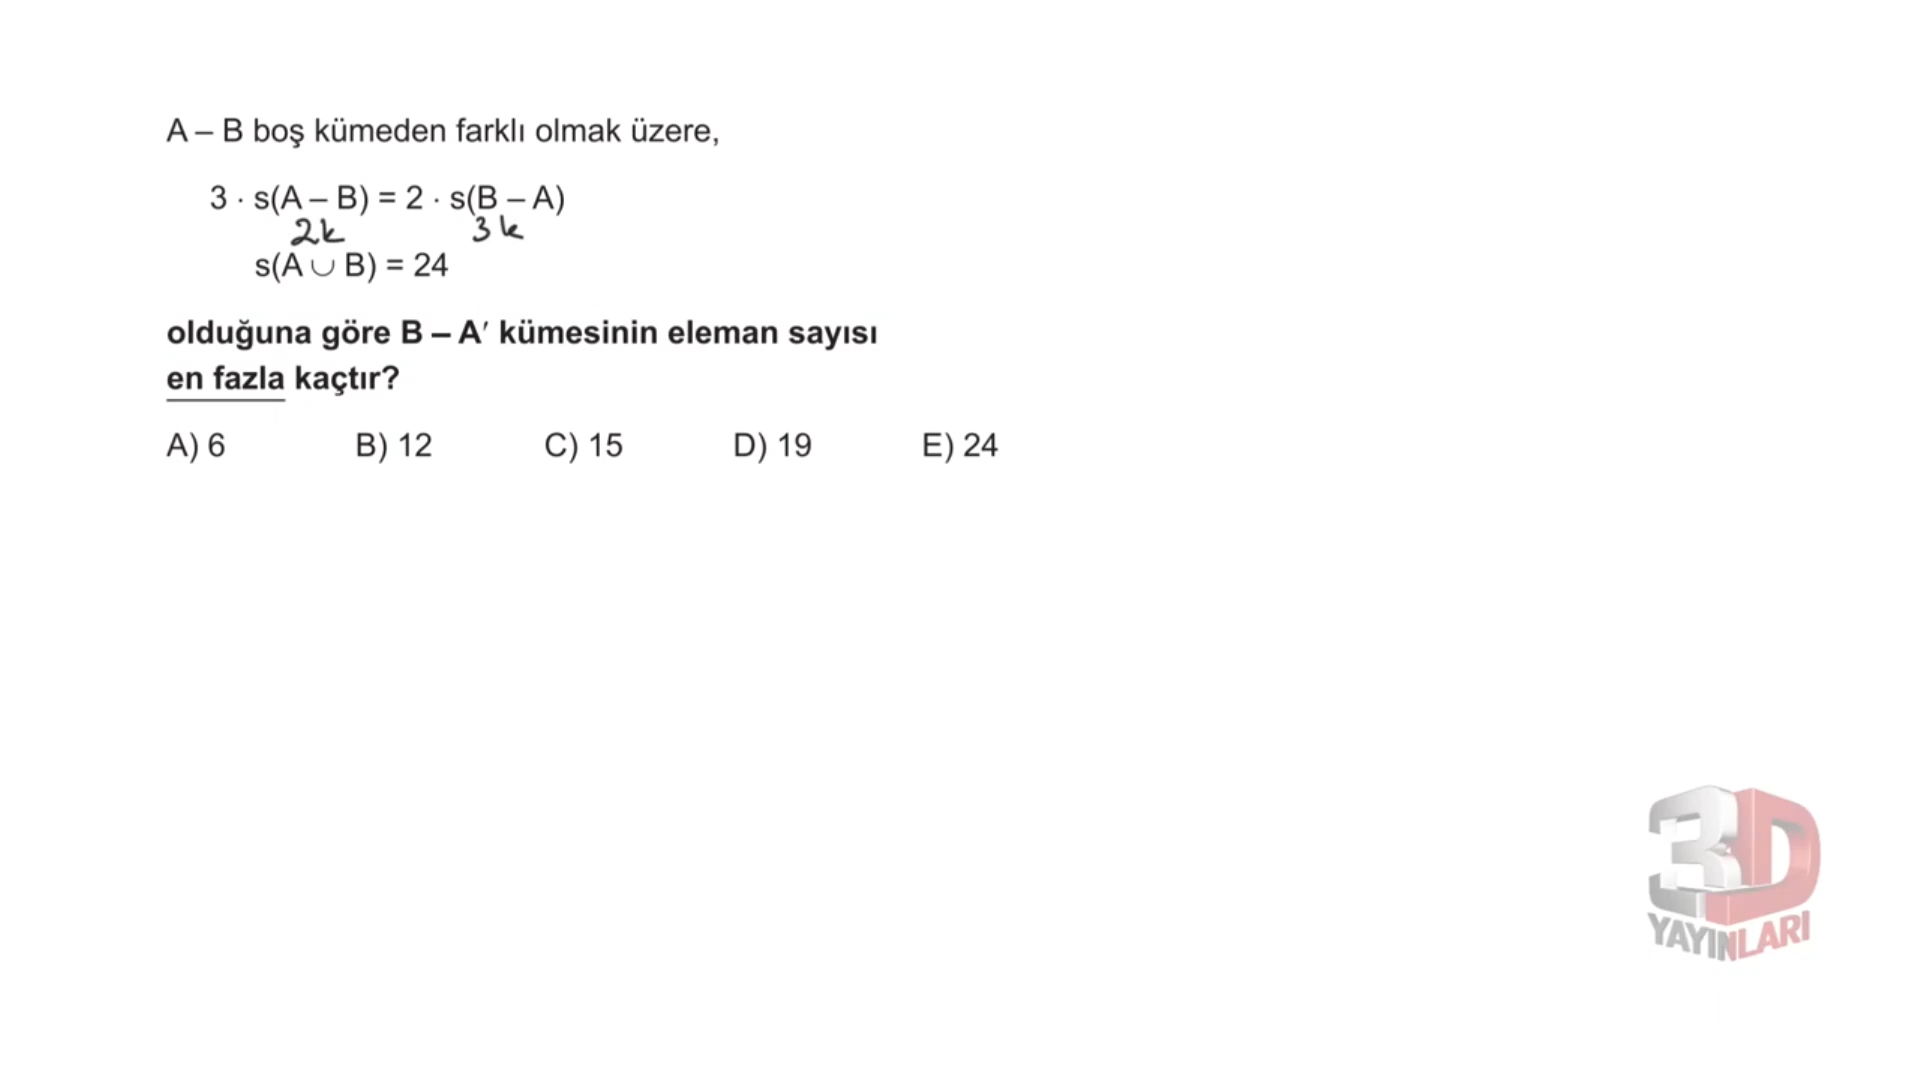 A – B boş kümeden farklı olmak üzere,
3 · s(A – B) = 2 · s(B – A)
2k 3k
s(A ∪ B) = 24
olduğuna göre B – A′ kümesinin eleman sayısı
en fazla kaçtır?
A) 6 B) 12 C) 15 D) 19 E) 24
3D
YAYINLARI